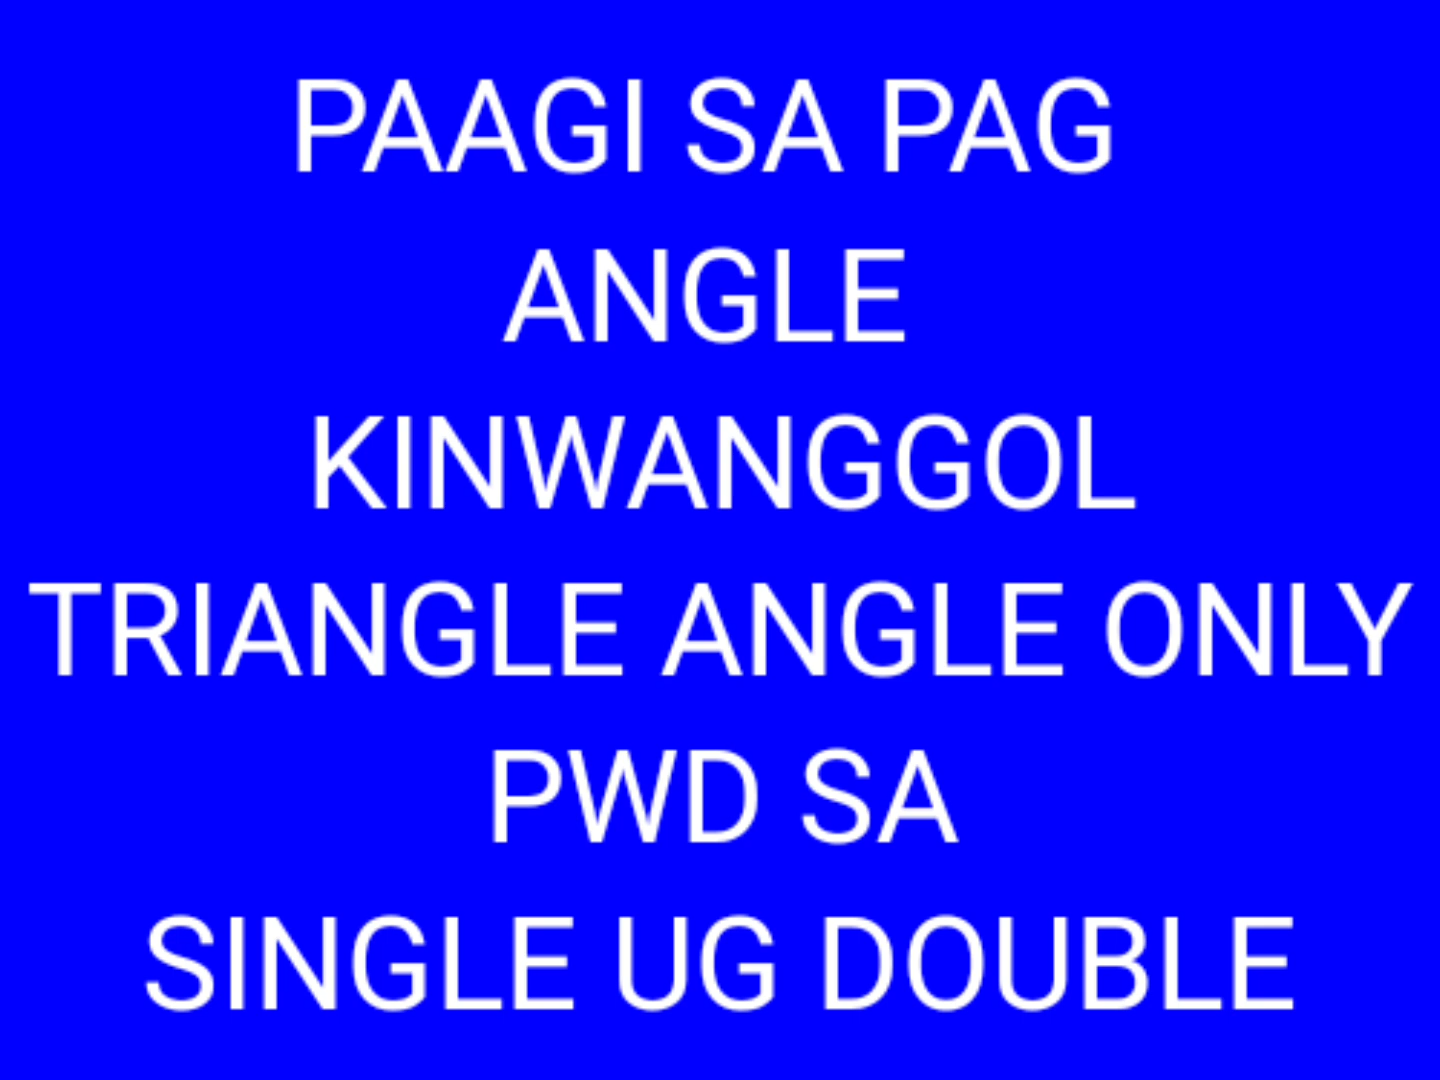 PAAGI SA PAG
ANGLE
KINWANGGOL
TRIANGLE ANGLE ONLY
PWD SA
SINGLE UG DOUBLE